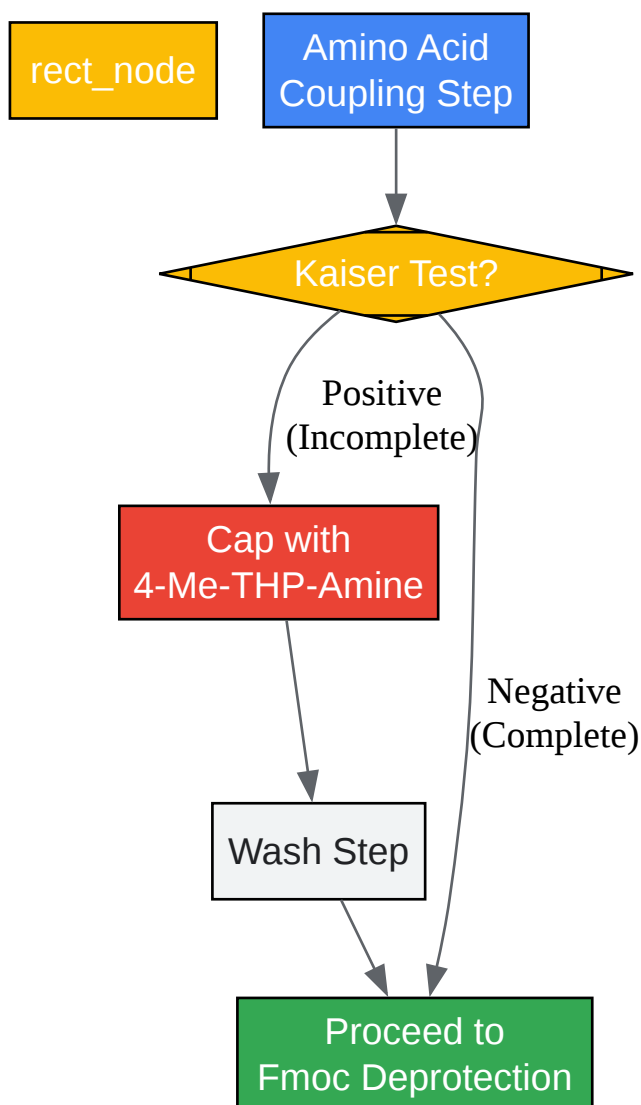 rect_node
Amino Acid
Coupling Step
Kaiser Test?
Positive
(Incomplete)
Cap with
4-Me-THP-Amine
Negative
(Complete)
Wash Step
Proceed to
Fmoc Deprotection